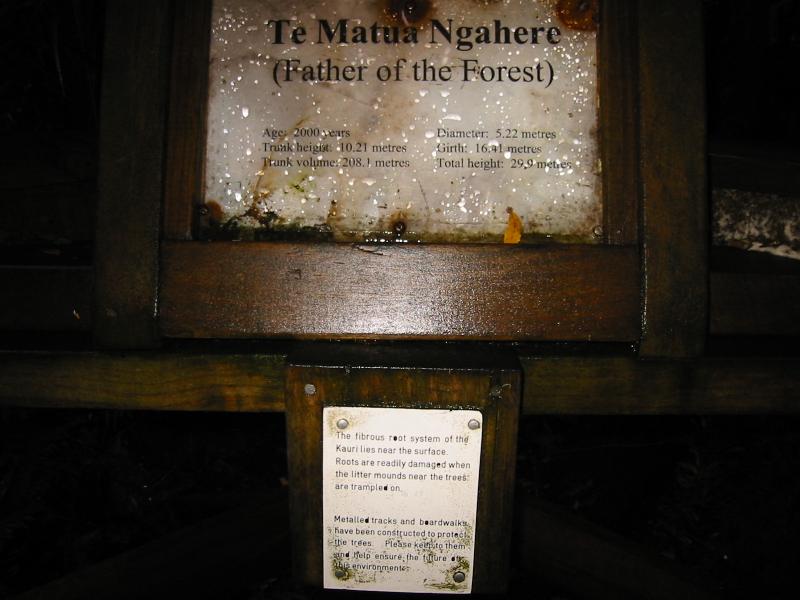 Te Matua Ngahere
(Father of the Forest)
Age: 2000 years
Trunk height: 10.21 metres
Trunk volume: 208.1 metres
Diameter: 5.22 metres
Girth: 16.41 metres
Total height: 29.9 metres
The fibrous root system of the
Kauri lies near the surface.
Roots are readily damaged when
the litter mounds near the trees
are trampled on.
Metalled tracks and boardwalks
have been constructed to protect
the trees. Please keep to them
and help ensure the future of
this environment.